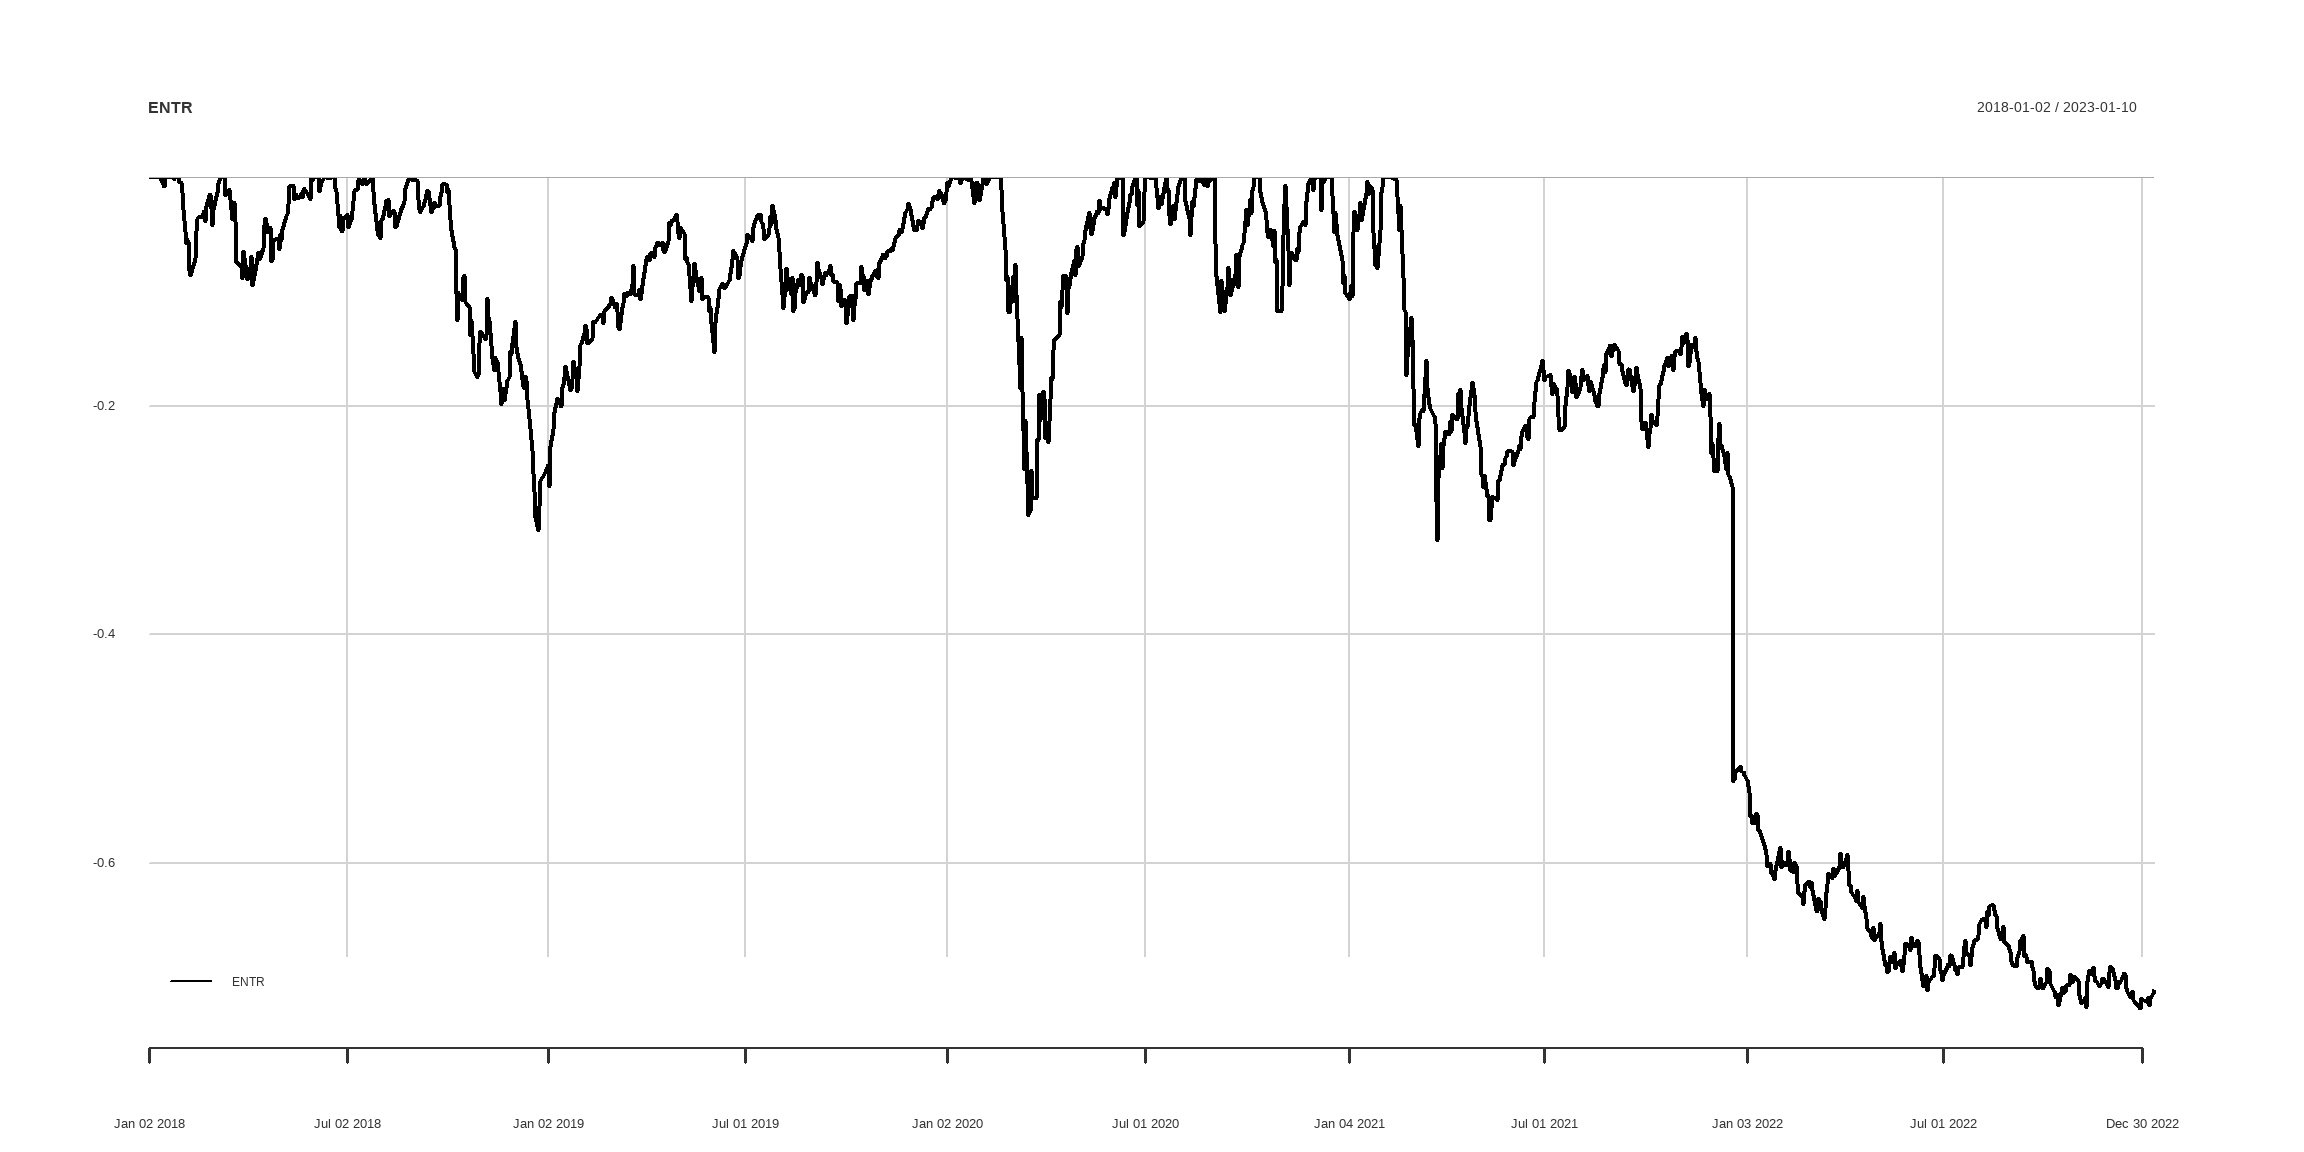 ENTR
2018-01-02 / 2023-01-10
-0.2
-0.4
-0.6
ENTR
Jan 02 2018
Jul 02 2018
Jan 02 2019
Jul 01 2019
Jan 02 2020
Jul 01 2020
Jan 04 2021
Jul 01 2021
Jan 03 2022
Jul 01 2022
Dec 30 2022